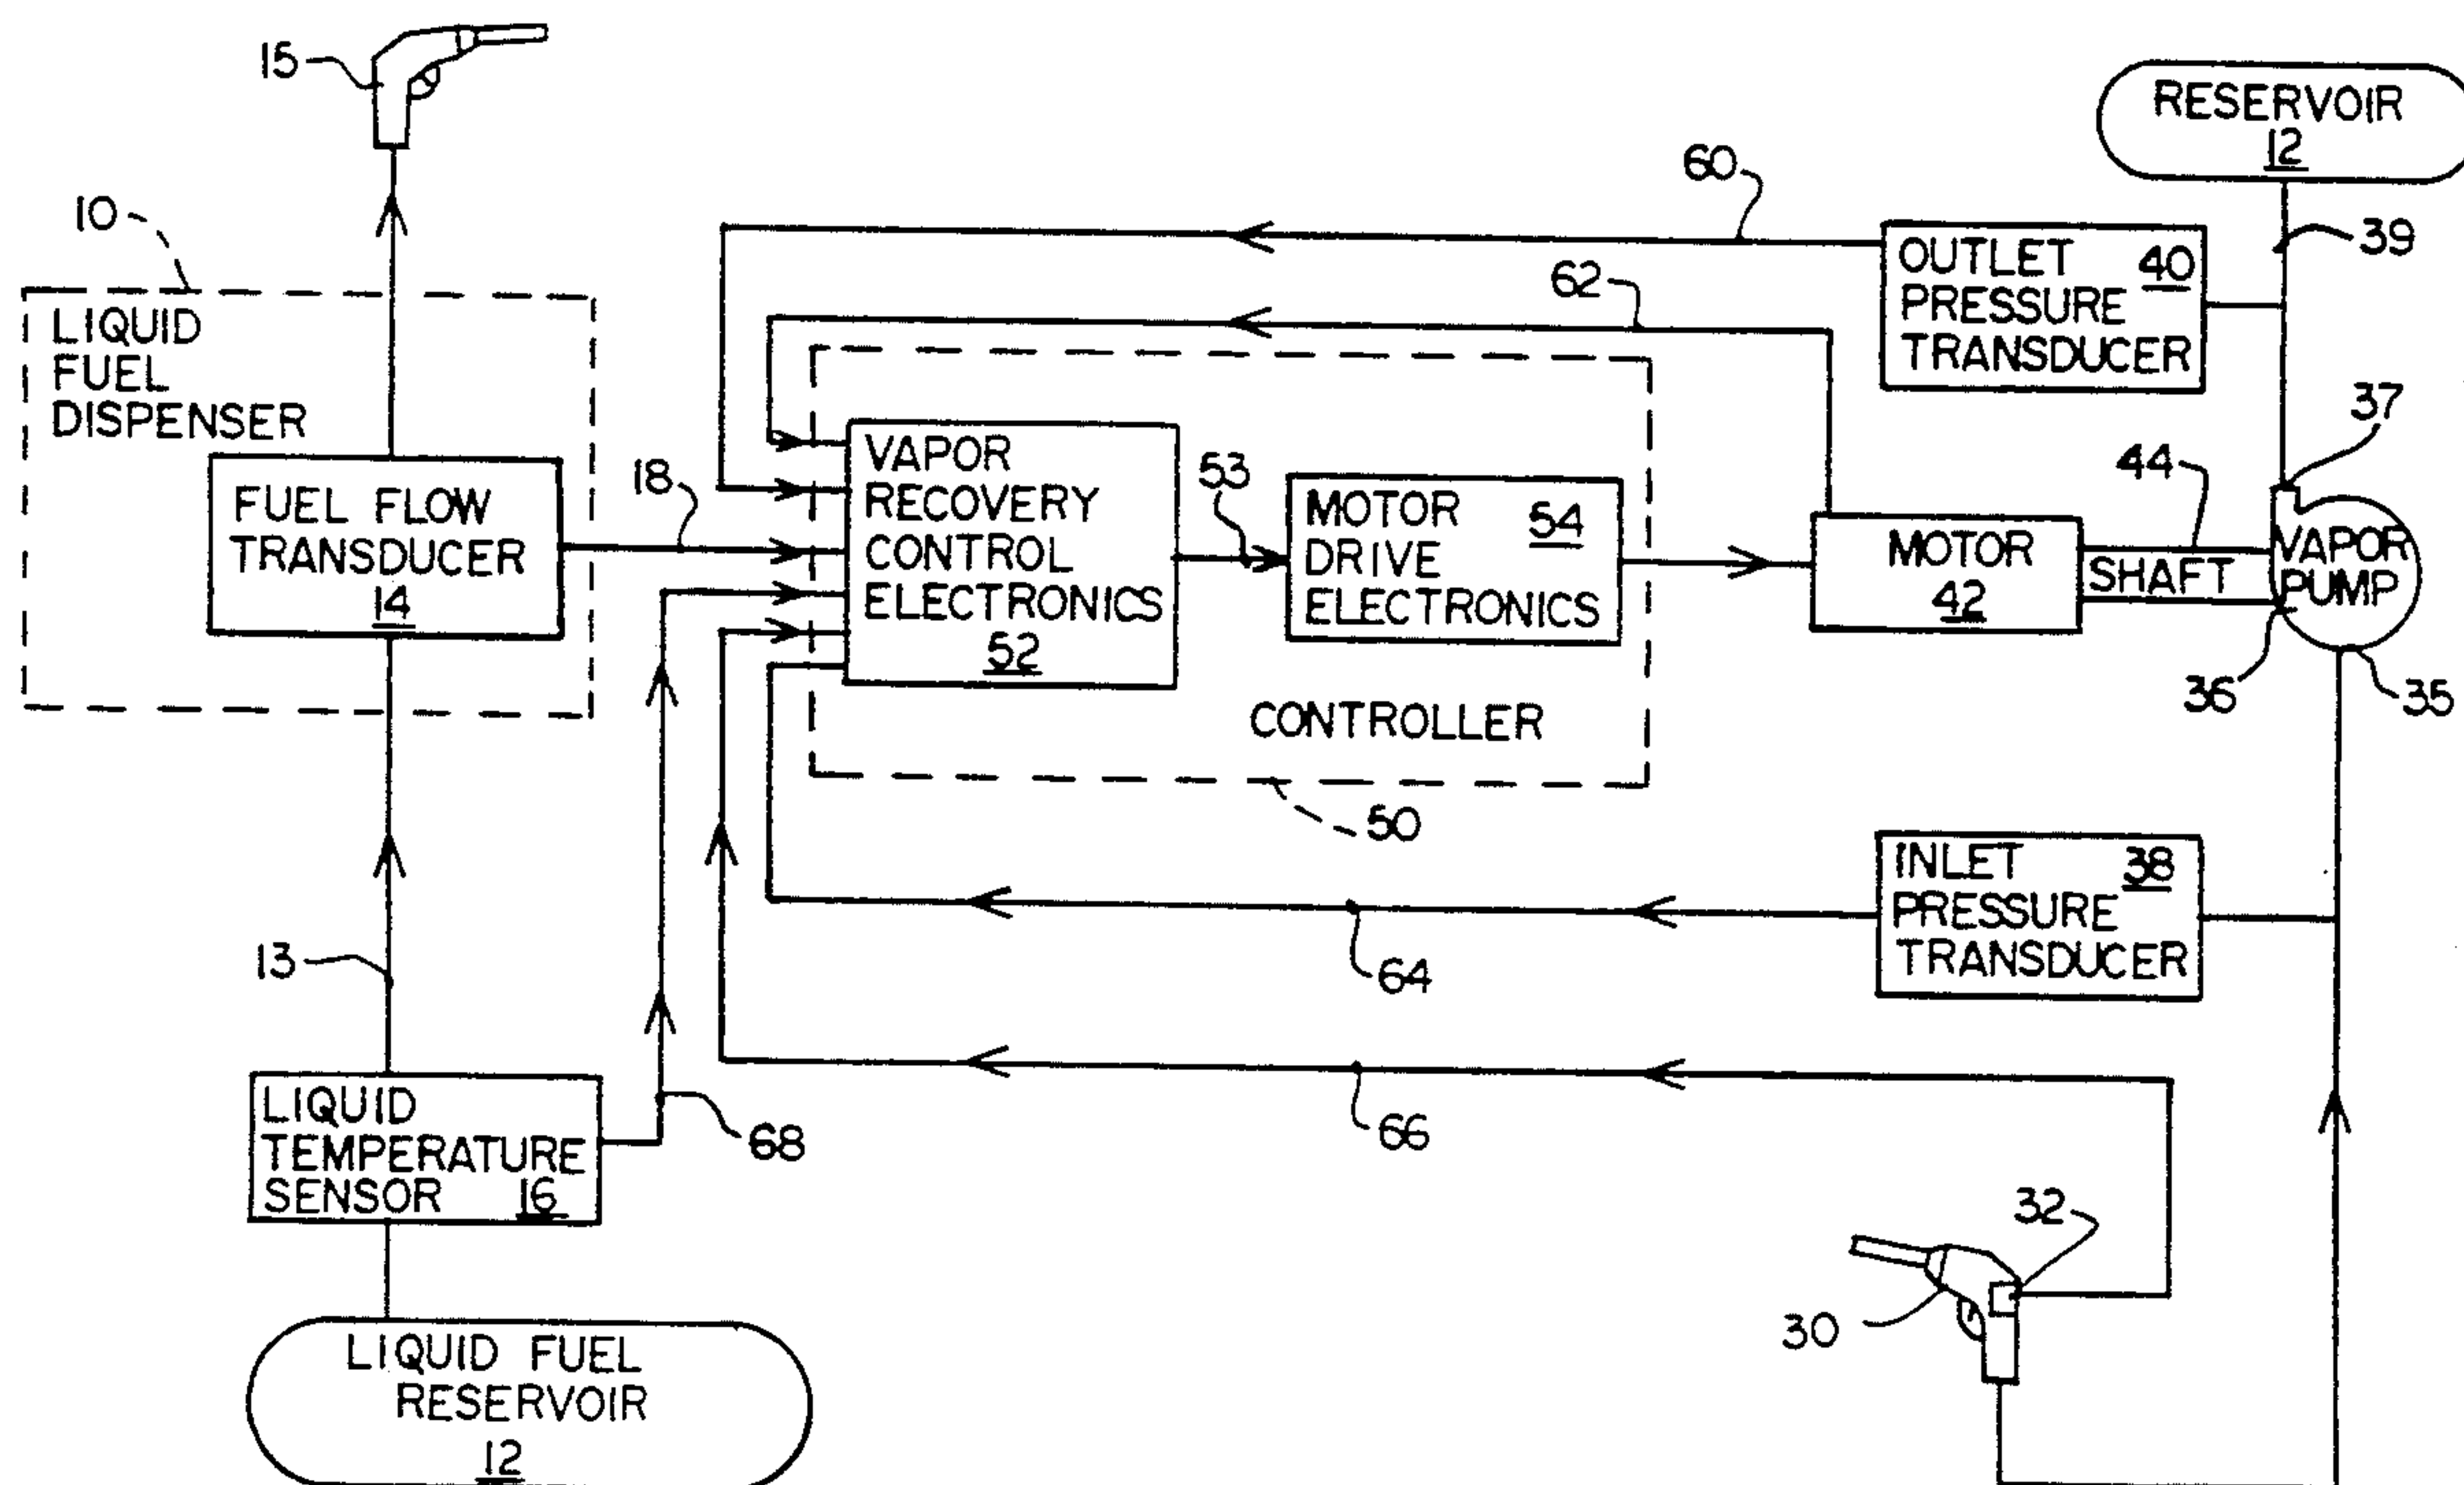 15
RESERVOIR
12
60
10
39
OUTLET 40
PRESSURE
TRANSDUCER
62
LIQUID
FUEL
DISPENSER
37
44
18
53
FUEL FLOW
TRANSDUCER
14
VAPOR
RECOVERY
CONTROL
ELECTRONICS
52
MOTOR 54
DRIVE
ELECTRONICS
MOTOR
42
SHAFT
VAPOR
PUMP
36
35
CONTROLLER
50
INLET 38
PRESSURE
TRANSDUCER
13
64
LIQUID
TEMPERATURE
SENSOR 16
68
66
32
30
LIQUID FUEL
RESERVOIR
12